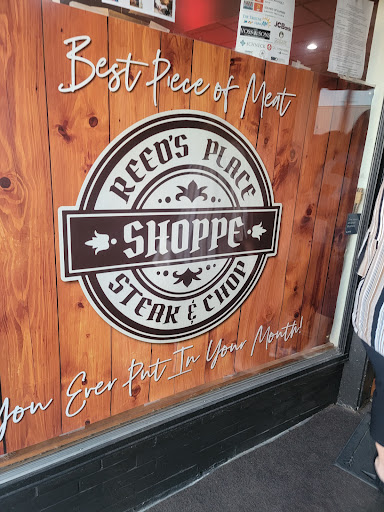 Best Piece of Meat
REED'S PLACE
SHOPPE
STEAK & CHOP
You Ever Put In Your Mouth!